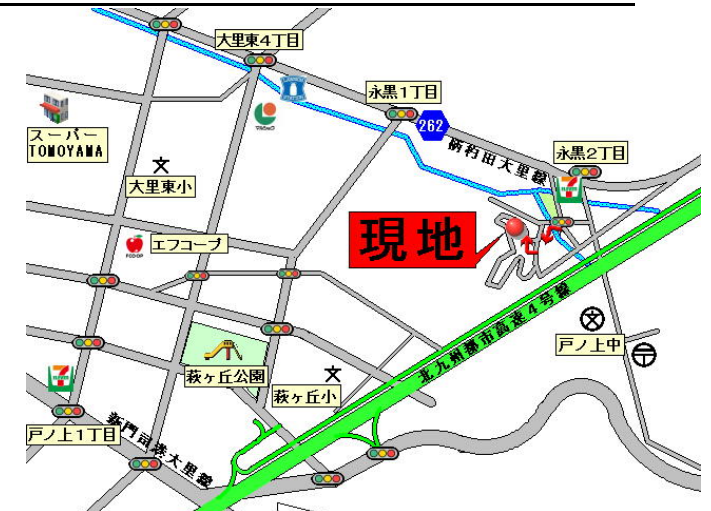 大里東4丁目
永黒1丁目
262
柄杓田大里線
永黒2丁目
スーパー
TOMOYAMA
大里東小
エフコープ
現地
北九州都市高速4号線
戸ノ上中
萩ヶ丘公園
萩ヶ丘小
戸ノ上1丁目
新門司港大里線